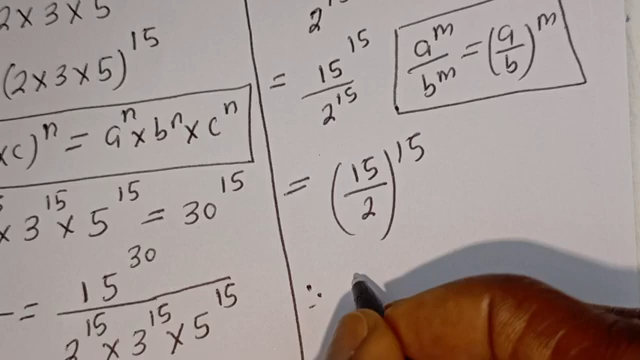 2 x 3 x 5
(2 x 3 x 5)^15
x c)^n = a^n x b^n x c^n
x 3^15 x 5^15 = 30^15
= 15^30 / 2^15 x 3^15 x 5^15
= 15^15 / 2^15
a^m / b^m = (a/b)^m
= (15/2)^15
∴